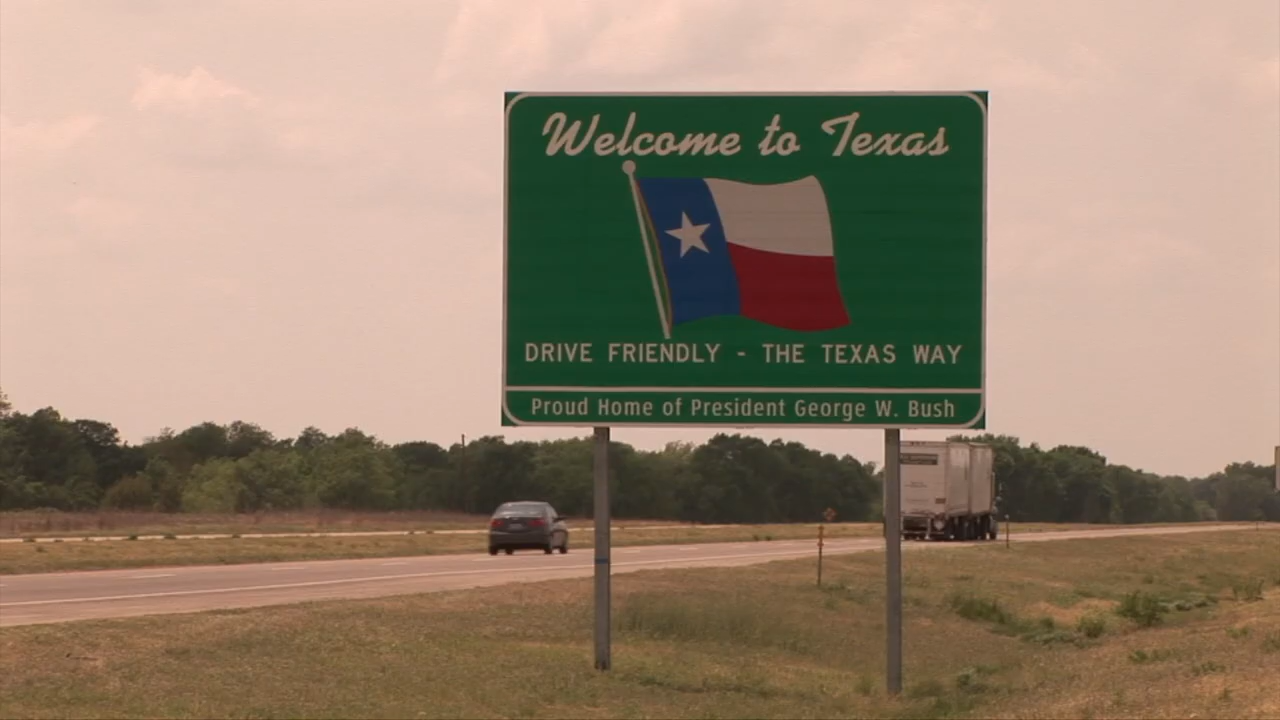 Welcome to Texas
DRIVE FRIENDLY - THE TEXAS WAY
Proud Home of President George W. Bush